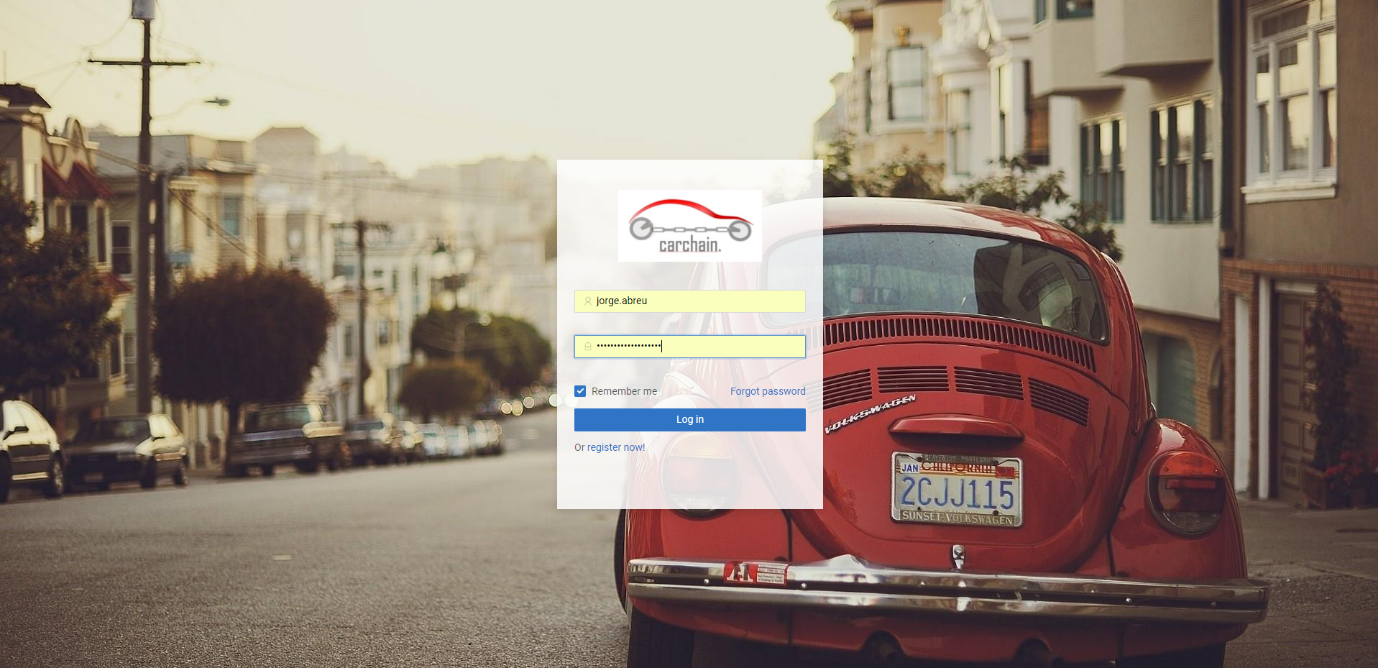 carchain.
jorge.abreu
••••••••••••••••••••
Remember me
Forgot password
Log in
Or register now!
VOLKSWAGEN
JAN CALIFORNIA
2CJJ115
SUNSET VOLKSWAGEN